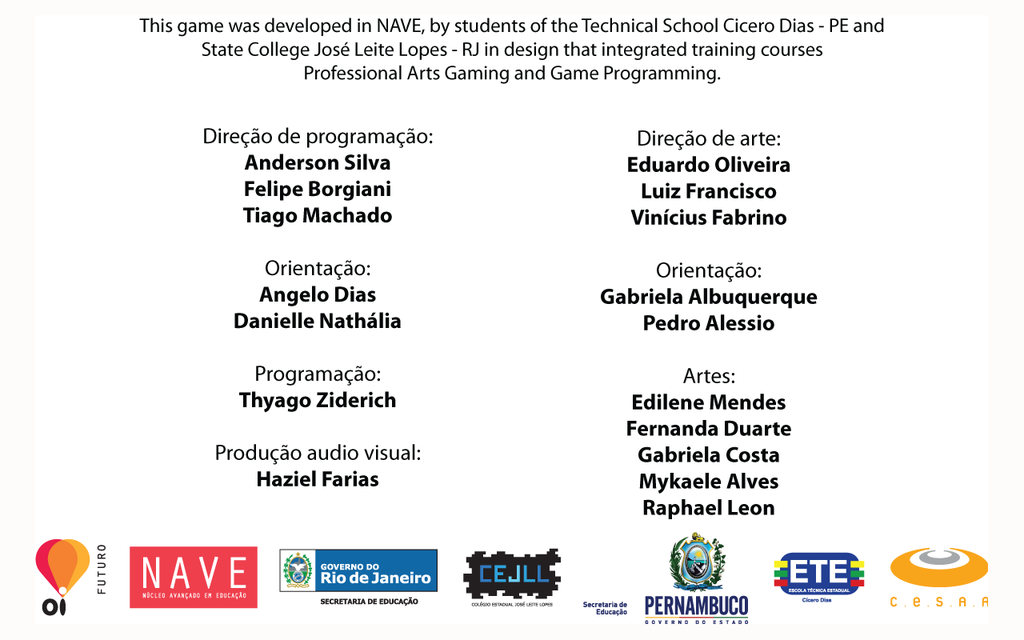 This game was developed in NAVE, by students of the Technical School Cicero Dias - PE and
State College José Leite Lopes - RJ in design that integrated training courses
Professional Arts Gaming and Game Programming.
Direção de programação:
Anderson Silva
Felipe Borgiani
Tiago Machado
Orientação:
Angelo Dias
Danielle Nathália
Programação:
Thyago Ziderich
Produção audio visual:
Haziel Farias
Direção de arte:
Eduardo Oliveira
Luiz Francisco
Vinícius Fabrino
Orientação:
Gabriela Albuquerque
Pedro Alessio
Artes:
Edilene Mendes
Fernanda Duarte
Gabriela Costa
Mykaele Alves
Raphael Leon
OI
FUTURO
NAVE
NÚCLEO AVANÇADO EM EDUCAÇÃO
GOVERNO DO
Rio de Janeiro
SECRETARIA DE EDUCAÇÃO
CEJLL
COLÉGIO ESTADUAL JOSÉ LEITE LOPES
Secretaria de
Educação
PERNAMBUCO
GOVERNO DO ESTADO
ETE
ESCOLA TÉCNICA ESTADUAL
Cícero Dias
C.e.S.A.R